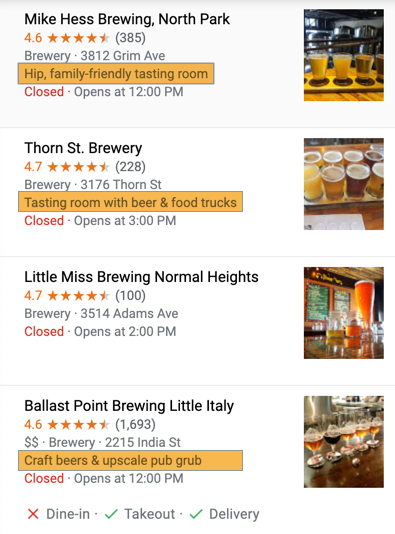 Mike Hess Brewing, North Park
4.6 ★★★★★ (385)
Brewery · 3812 Grim Ave
Hip, family-friendly tasting room
Closed · Opens at 12:00 PM
Thorn St. Brewery
4.7 ★★★★★ (228)
Brewery · 3176 Thorn St
Tasting room with beer & food trucks
Closed · Opens at 3:00 PM
Little Miss Brewing Normal Heights
4.7 ★★★★★ (100)
Brewery · 3514 Adams Ave
Closed · Opens at 2:00 PM
Ballast Point Brewing Little Italy
4.6 ★★★★★ (1,693)
$$ · Brewery · 2215 India St
Craft beers & upscale pub grub
Closed · Opens at 12:00 PM
✕ Dine-in · ✓ Takeout · ✓ Delivery